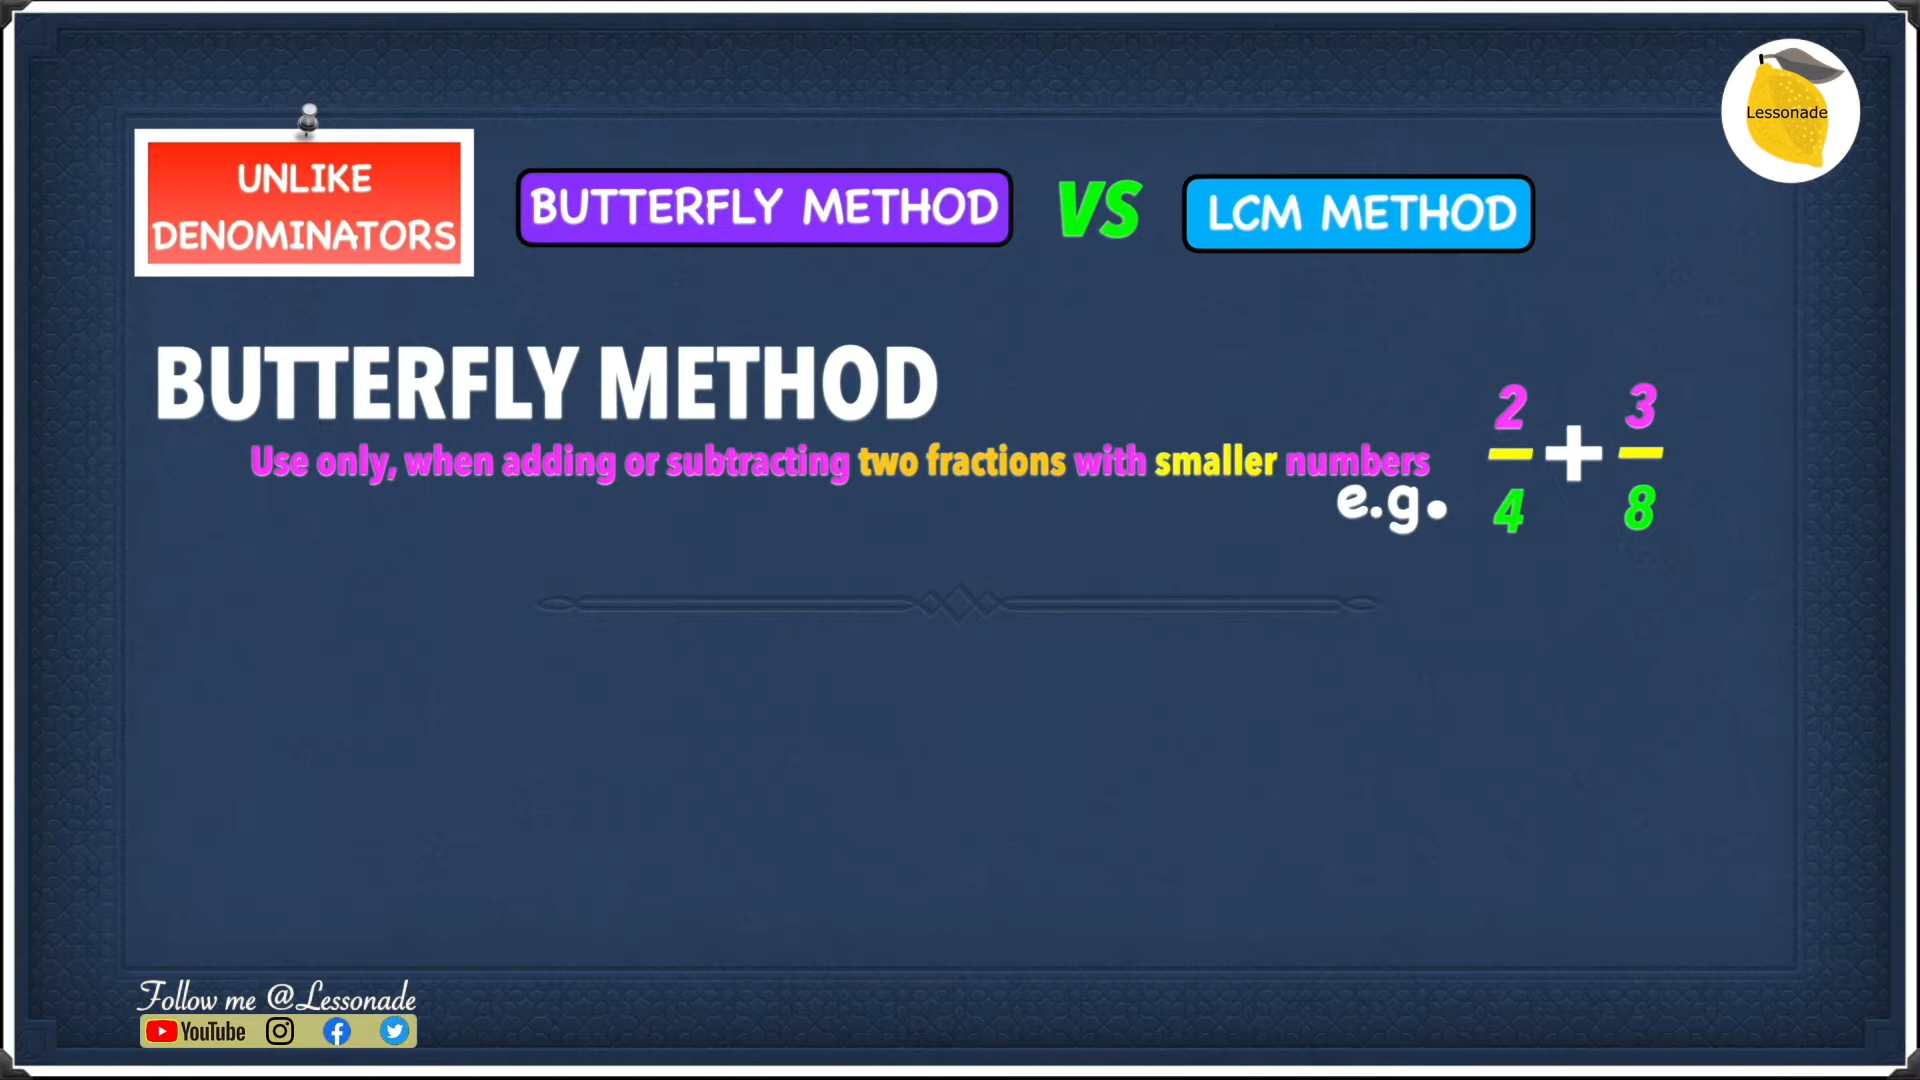 Lessonade
UNLIKE
DENOMINATORS
BUTTERFLY METHOD VS LCM METHOD
BUTTERFLY METHOD
Use only, when adding or subtracting two fractions with smaller numbers
e.g.
2 3
+
4 8
Follow me @Lessonade
YouTube